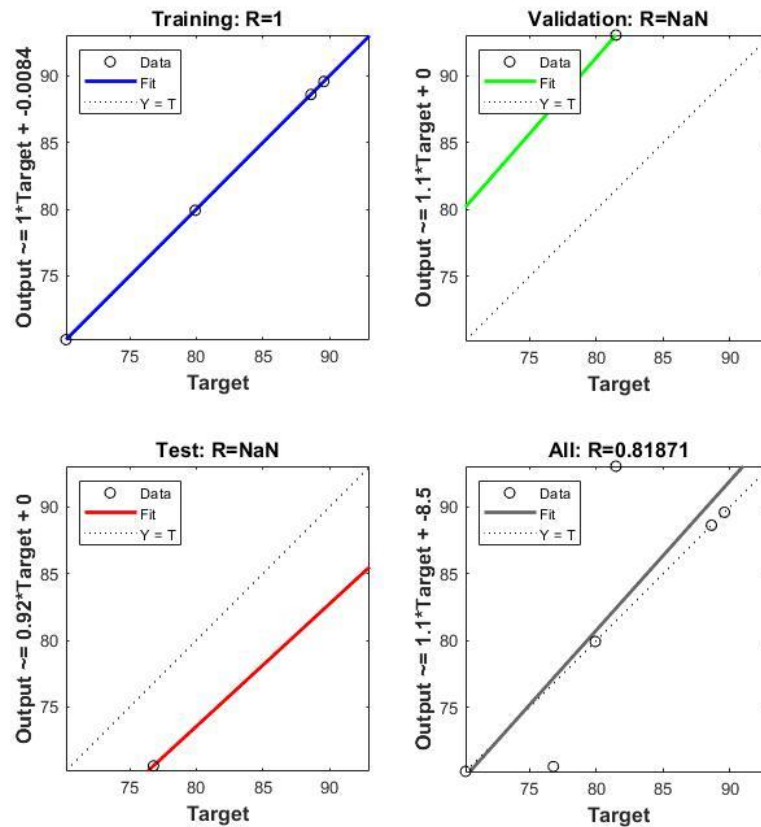 Training: R=1
Output ~= 1*Target + -0.0084
90
85
80
75
Data
Fit
Y = T
75 80 85 90
Target
Validation: R=NaN
Output ~= 1.1*Target + 0
90
85
80
75
Data
Fit
Y = T
75 80 85 90
Target
Test: R=NaN
Output ~= 0.92*Target + 0
90
85
80
75
Data
Fit
Y = T
75 80 85 90
Target
All: R=0.81871
Output ~= 1.1*Target + -8.5
90
85
80
75
Data
Fit
Y = T
75 80 85 90
Target